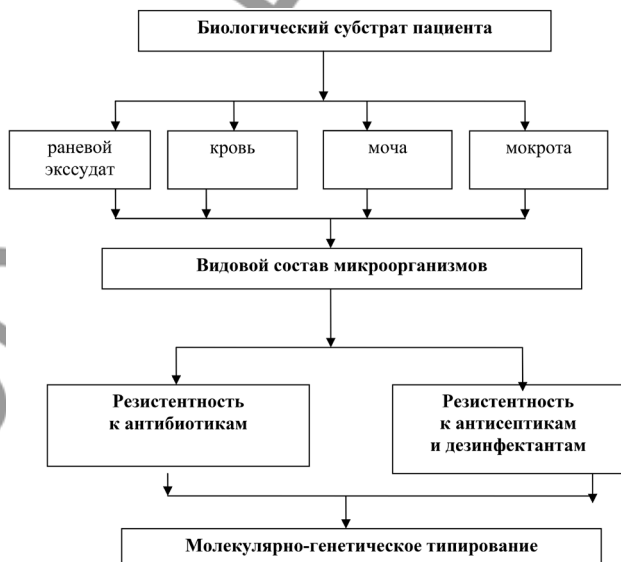 Биологический субстрат пациента
раневой
экссудат
кровь
моча
мокрота
Видовой состав микроорганизмов
Резистентность
к антибиотикам
Резистентность
к антисептикам
и дезинфектантам
Молекулярно-генетическое типирование